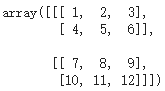 array([[[ 1,  2,  3],
        [ 4,  5,  6]],
       [[ 7,  8,  9],
        [10, 11, 12]]])